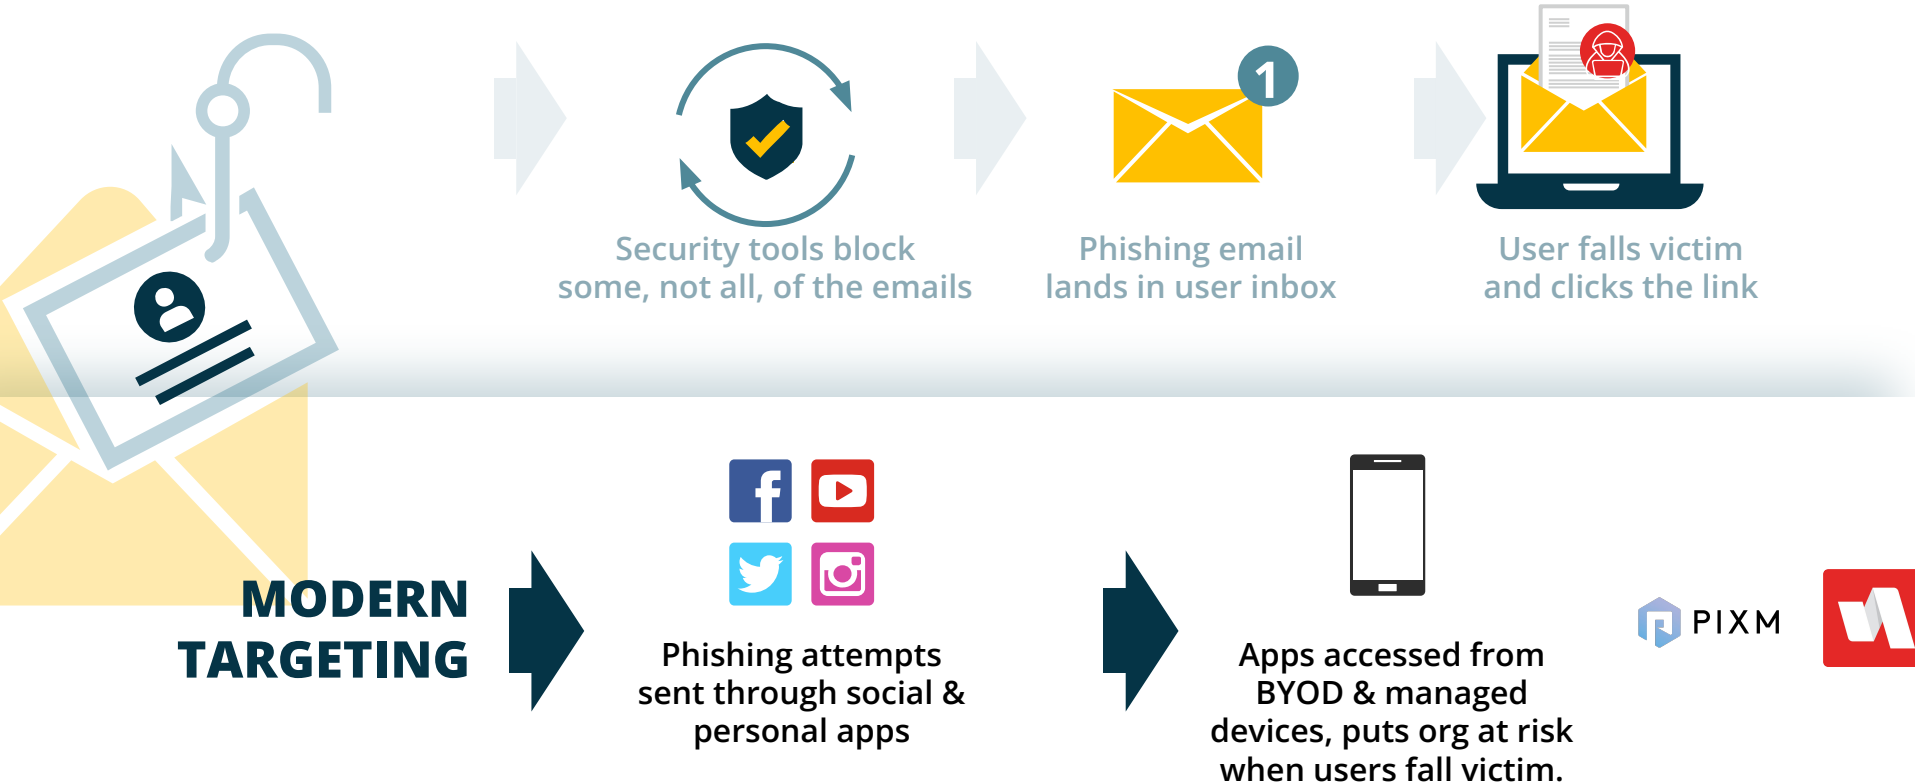 1
Security tools block
some, not all, of the emails
Phishing email
lands in user inbox
User falls victim
and clicks the link
MODERN
TARGETING
Phishing attempts
sent through social &
personal apps
Apps accessed from
BYOD & managed
devices, puts org at risk
when users fall victim.
PIXM